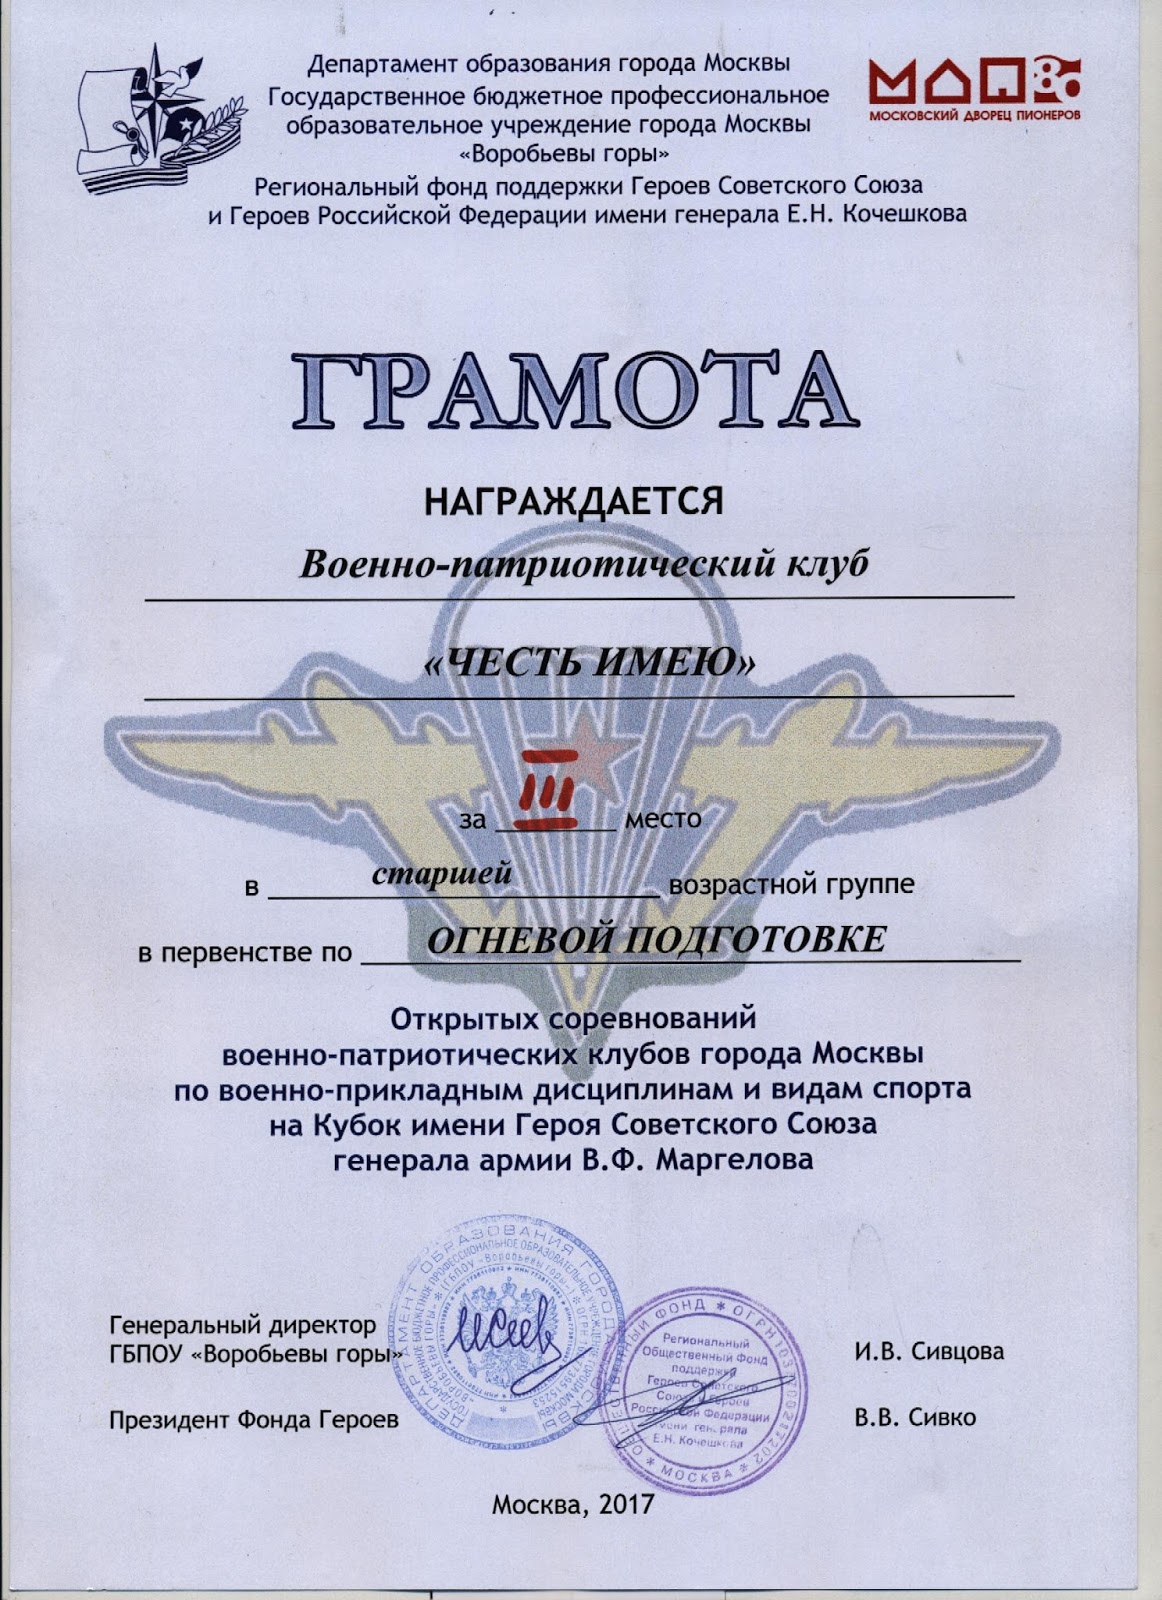 Департамент образования города Москвы
Государственное бюджетное профессиональное
образовательное учреждение города Москвы
«Воробьевы горы»
Региональный фонд поддержки Героев Советского Союза
и Героев Российской Федерации имени генерала Е.Н. Кочешкова
МДП 80
МОСКОВСКИЙ ДВОРЕЦ ПИОНЕРОВ
ГРАМОТА
НАГРАЖДАЕТСЯ
Военно-патриотический клуб
«ЧЕСТЬ ИМЕЮ»
за III место
в старшей возрастной группе
в первенстве по ОГНЕВОЙ ПОДГОТОВКЕ
Открытых соревнований
военно-патриотических клубов города Москвы
по военно-прикладным дисциплинам и видам спорта
на Кубок имени Героя Советского Союза
генерала армии В.Ф. Маргелова
Генеральный директор
ГБПОУ «Воробьевы горы»
И.В. Сивцова
Президент Фонда Героев
В.В. Сивко
ДЕПАРТАМЕНТ ОБРАЗОВАНИЯ ГОРОДА МОСКВЫ
Региональный
Общественный Фонд
поддержки
Героев Советского
Союза и Героев
Российской Федерации
имени генерала
Е.Н. Кочешкова
МОСКВА
Москва, 2017